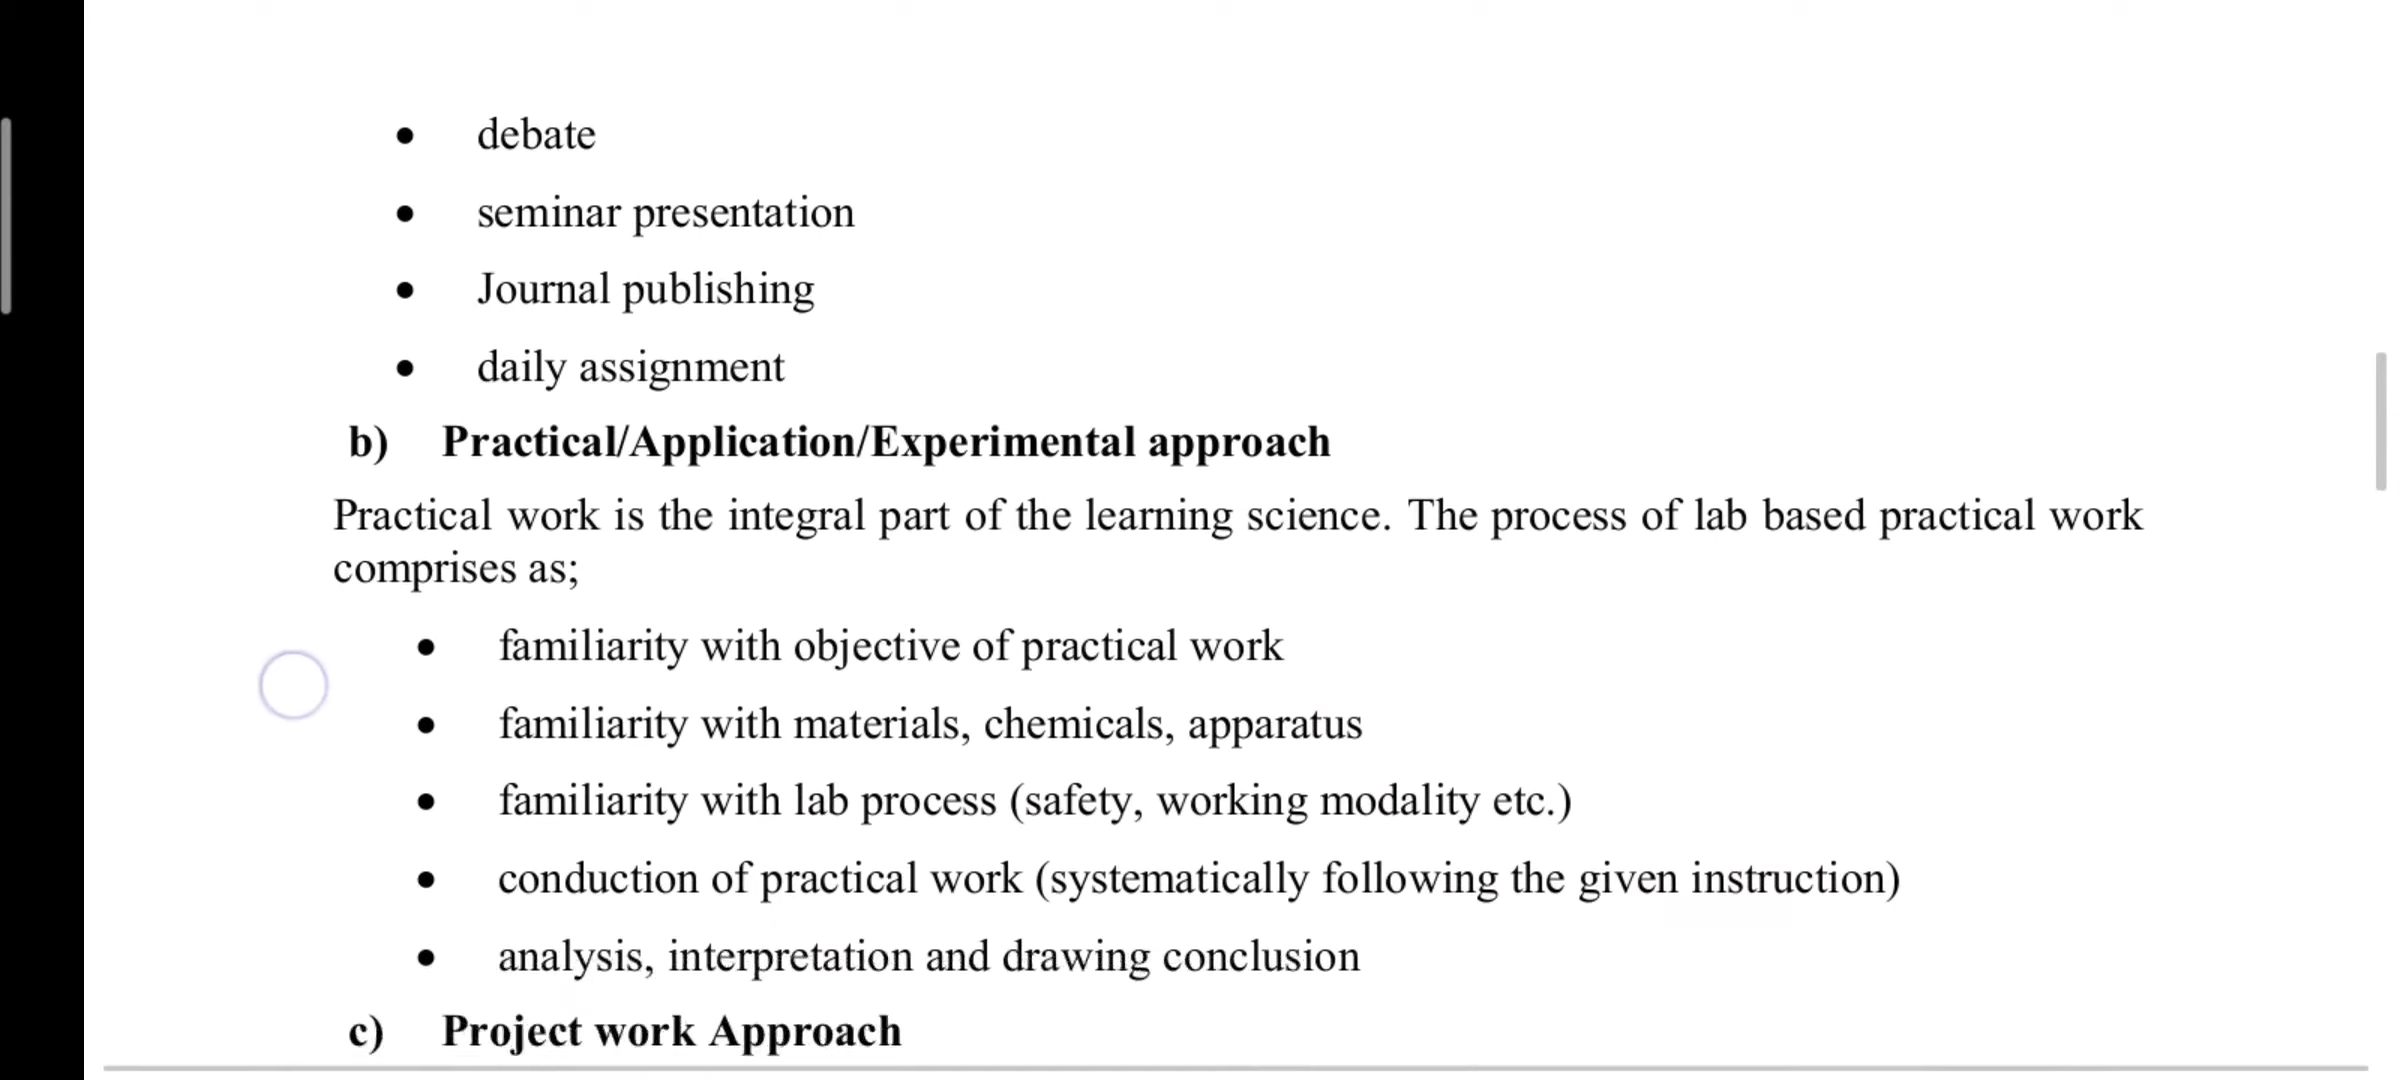 • debate
• seminar presentation
• Journal publishing
• daily assignment
b) Practical/Application/Experimental approach
Practical work is the integral part of the learning science. The process of lab based practical work
comprises as;
• familiarity with objective of practical work
• familiarity with materials, chemicals, apparatus
• familiarity with lab process (safety, working modality etc.)
• conduction of practical work (systematically following the given instruction)
• analysis, interpretation and drawing conclusion
c) Project work Approach